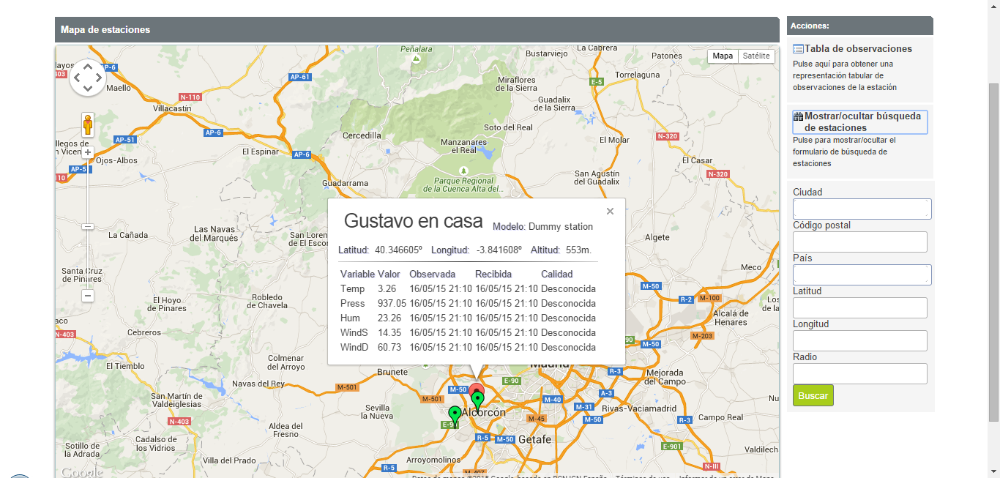 Mapa de estaciones
Acciones:
Mapa Satélite
Tabla de observaciones
Pulse aquí para obtener una
representación tabular de
observaciones de la estación
Mostrar/ocultar búsqueda
de estaciones
Pulse para mostrar/ocultar el
formulario de búsqueda de
estaciones
Ciudad
Código postal
País
Latitud
Longitud
Radio
Buscar
Gustavo en casa Modelo: Dummy station
Latitud: 40.346605º Longitud: -3.841608º Altitud: 553m.
Variable Valor Observada Recibida Calidad
Temp 3.26 16/05/15 21:10 16/05/15 21:10 Desconocida
Press 937.05 16/05/15 21:10 16/05/15 21:10 Desconocida
Hum 23.26 16/05/15 21:10 16/05/15 21:10 Desconocida
WindS 14.35 16/05/15 21:10 16/05/15 21:10 Desconocida
WindD 60.73 16/05/15 21:10 16/05/15 21:10 Desconocida
Peñalara
Bustarviejo
La Cabrera
Patones
AP-6
AP-61
E-5
Torrelaguna
Maello
N-110
Miraflores
de la Sierra
Villacastín
Guadalix
de la Sierra
AP-51
AP-6
Cercedilla
Soto del Real
Manzanares
el Real
El Molar
N-320
Ojos-Albos
El Espinar
AP-6
El Casar
AP-5
N-320
Guadarrama
Parque Regional
de la Cuenca Alta del...
San Agustín
del Guadalix
La Cañada
Las Navas
del Marqués
San Loren
de El Escor
Algete
Meco
Santa Cruz
de Pinares
M-50
R-2
M-100
El Hoyo
de Pinares
Robledo
de Chavela
Alcalá de
Henares
N-403
Cebreros
M-203
M-50
El Tiemblo
Colmenar
del Arroyo
Brunete
Madrid
R-3
Mejorada
del Campo
Navas del Rey
M-501
E-90
M-50
A-3
San Martín de
Valdeiglesias
M-501
M-40
M-31
Rivas-Vaciamadrid
Sevilla
la Nueva
Alcorcón
M-45
M-50
R-3
Campo Real
N-403
Aldea del
Fresno
Cadalso de
los Vidrios
R-5
M-50
Getafe
E-901
Sotillo de
la Adrada
Villa del Prado
Arroyomolinos
R-5
N-III
Valdilech
Google